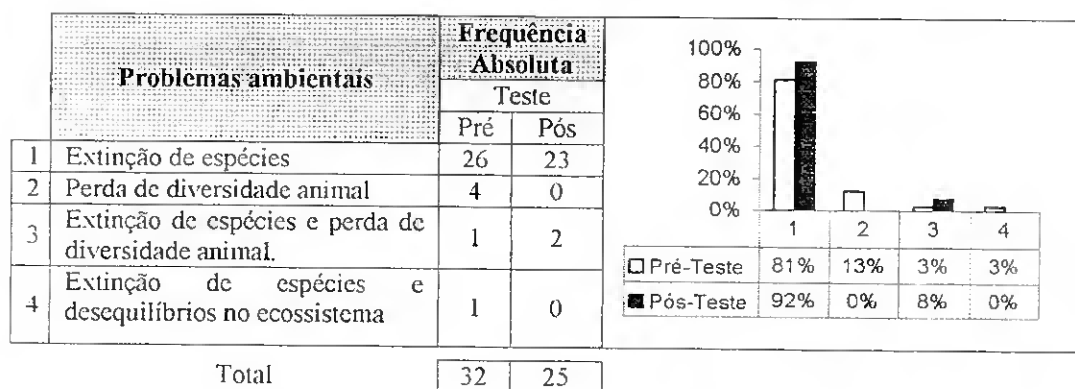 Problemas ambientais
Frequência
Absoluta
Teste
Pré Pós
1 Extinção de espécies 26 23
2 Perda de diversidade animal 4 0
3 Extinção de espécies e perda de
diversidade animal. 1 2
4 Extinção de espécies e
desequilíbrios no ecossistema 1 0
Total 32 25
100%
80%
60%
40%
20%
0%
1 2 3 4
Pré-Teste 81% 13% 3% 3%
Pós-Teste 92% 0% 8% 0%